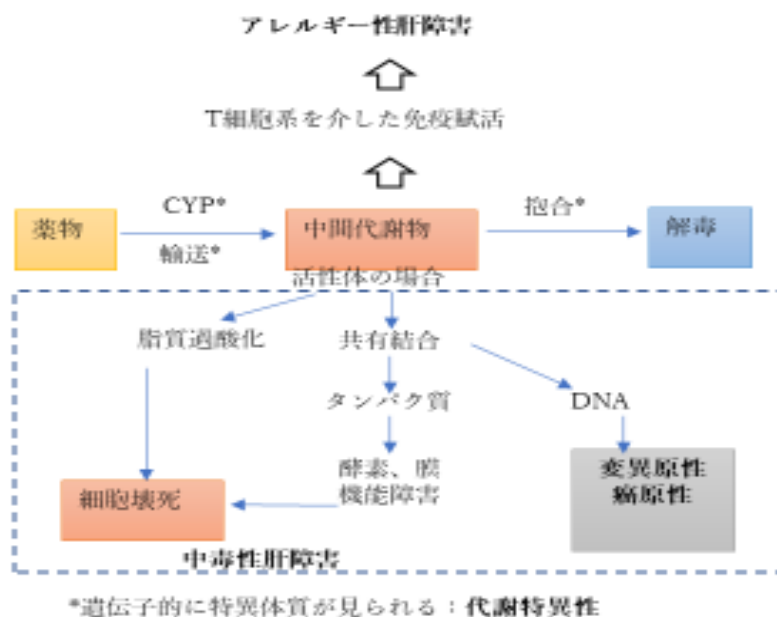 アレルギー性肝障害
T細胞系を介した免疫賦活
薬物
CYP*
輸送*
中間代謝物
抱合*
解毒
活性体の場合
脂質過酸化
共有結合
タンパク質
DNA
酵素、膜
機能障害
変異原性
癌原性
細胞壊死
中毒性肝障害
*遺伝子的に特異体質が見られる：代謝特異性